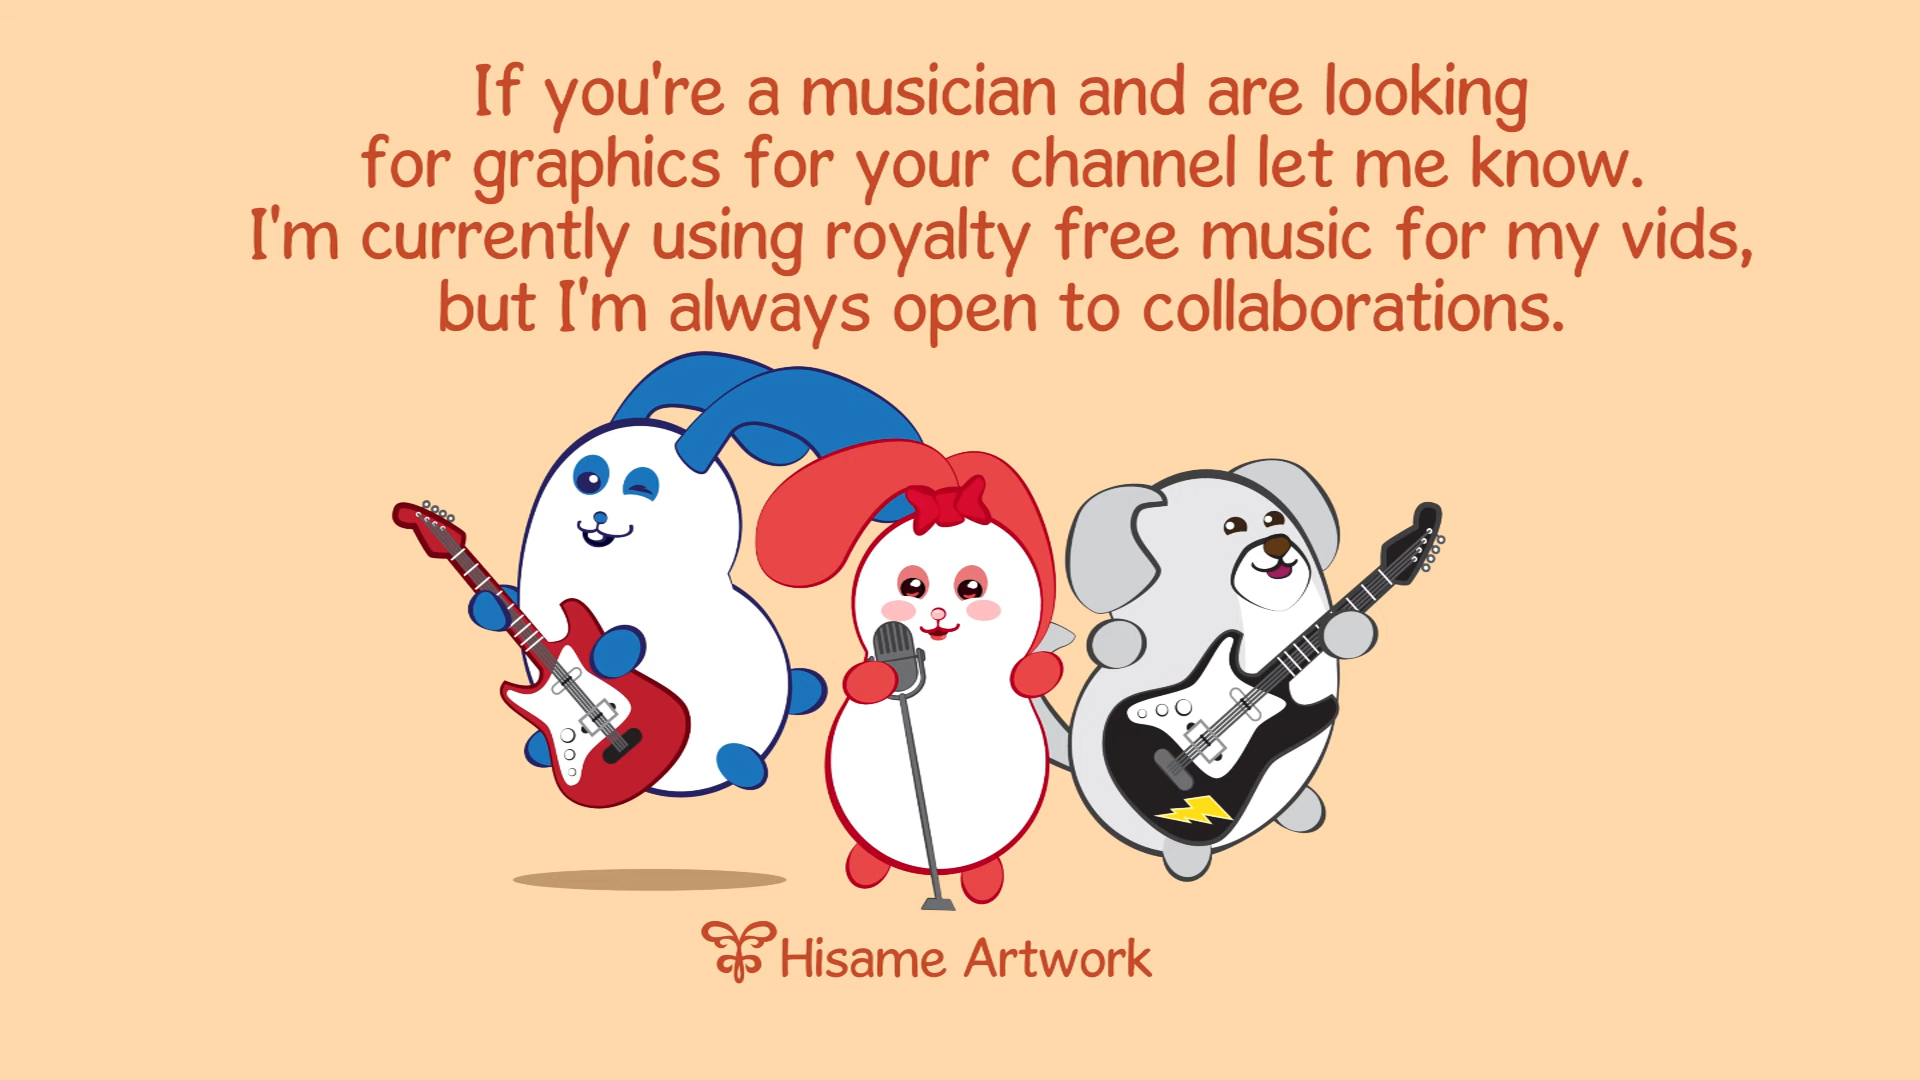 If you're a musician and are looking
for graphics for your channel let me know.
I'm currently using royalty free music for my vids,
but I'm always open to collaborations.
Hisame Artwork